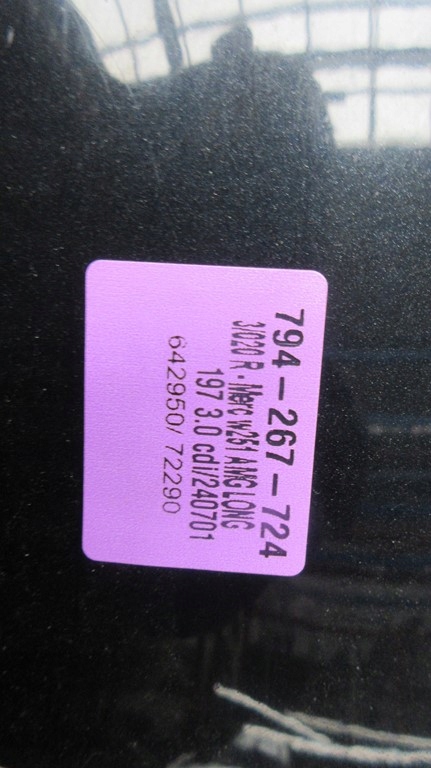 794-267-724
3/020 R - Merc w251 AMG LONG
197 3.0 cdi/240701
642950/ 72290